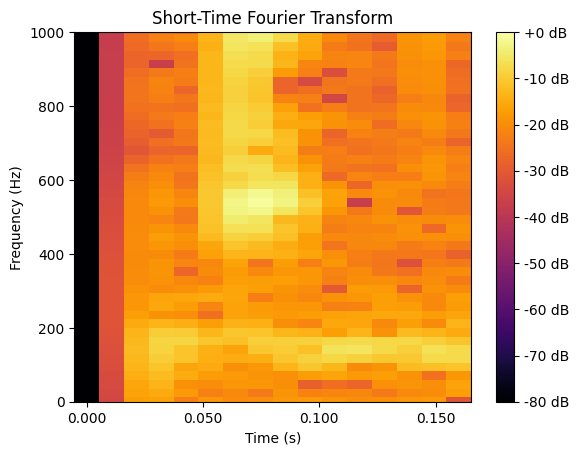 Short-Time Fourier Transform
Frequency (Hz)
1000
800
600
400
200
0
0.000
0.050
0.100
0.150
Time (s)
+0 dB
-10 dB
-20 dB
-30 dB
-40 dB
-50 dB
-60 dB
-70 dB
-80 dB